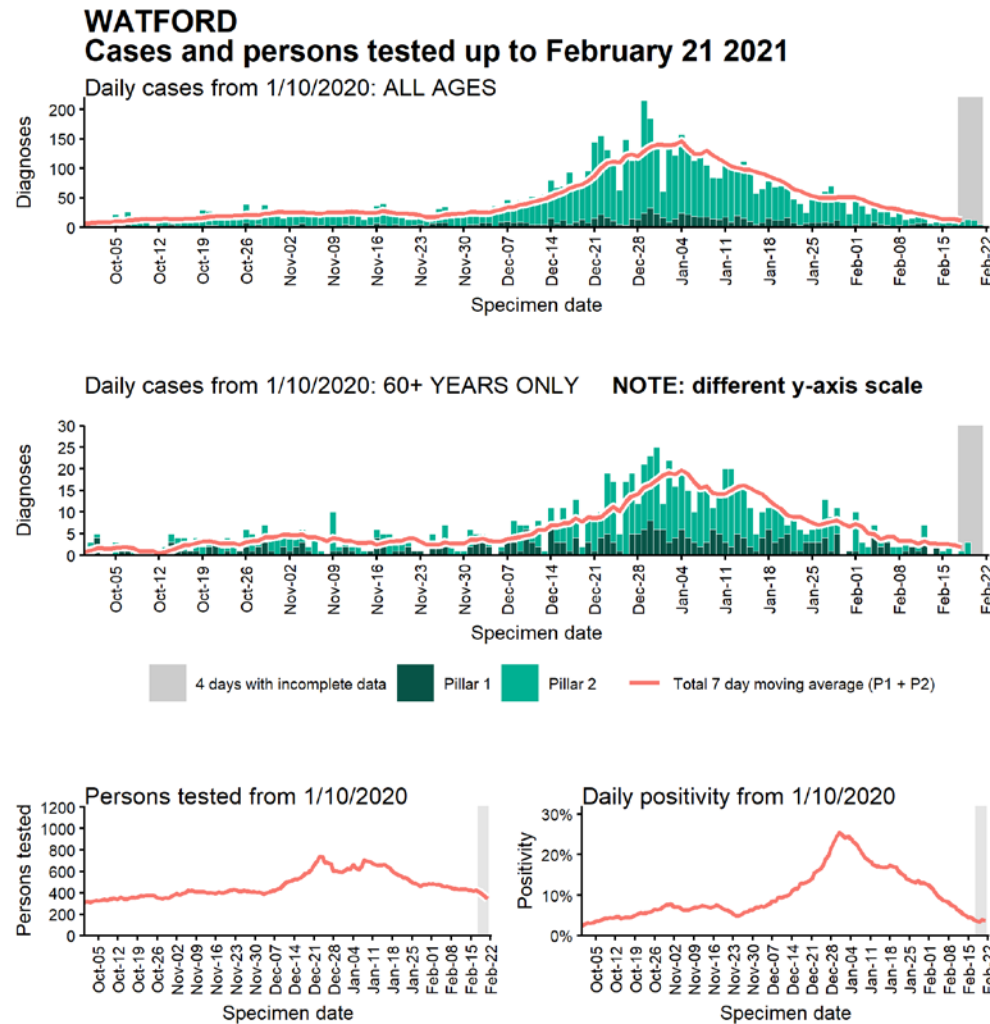 WATFORD
Cases and persons tested up to February 21 2021
Daily cases from 1/10/2020: ALL AGES
Diagnoses
200
150
100
50
0
Oct-05 Oct-12 Oct-19 Oct-26 Nov-02 Nov-09 Nov-16 Nov-23 Nov-30 Dec-07 Dec-14 Dec-21 Dec-28 Jan-04 Jan-11 Jan-18 Jan-25 Feb-01 Feb-08 Feb-15 Feb-22
Specimen date
Daily cases from 1/10/2020: 60+ YEARS ONLY NOTE: different y-axis scale
Diagnoses
30
25
20
15
10
5
0
Oct-05 Oct-12 Oct-19 Oct-26 Nov-02 Nov-09 Nov-16 Nov-23 Nov-30 Dec-07 Dec-14 Dec-21 Dec-28 Jan-04 Jan-11 Jan-18 Jan-25 Feb-01 Feb-08 Feb-15 Feb-22
Specimen date
4 days with incomplete data Pillar 1 Pillar 2 Total 7 day moving average (P1 + P2)
Persons tested from 1/10/2020
Persons tested
1200
1000
800
600
400
200
0
Oct-05 Oct-12 Oct-19 Oct-26 Nov-02 Nov-09 Nov-16 Nov-23 Nov-30 Dec-07 Dec-14 Dec-21 Dec-28 Jan-04 Jan-11 Jan-18 Jan-25 Feb-01 Feb-08 Feb-15 Feb-22
Specimen date
Daily positivity from 1/10/2020
Positivity
30%
20%
10%
0%
Oct-05 Oct-12 Oct-19 Oct-26 Nov-02 Nov-09 Nov-16 Nov-23 Nov-30 Dec-07 Dec-14 Dec-21 Dec-28 Jan-04 Jan-11 Jan-18 Jan-25 Feb-01 Feb-08 Feb-15 Feb-22
Specimen date